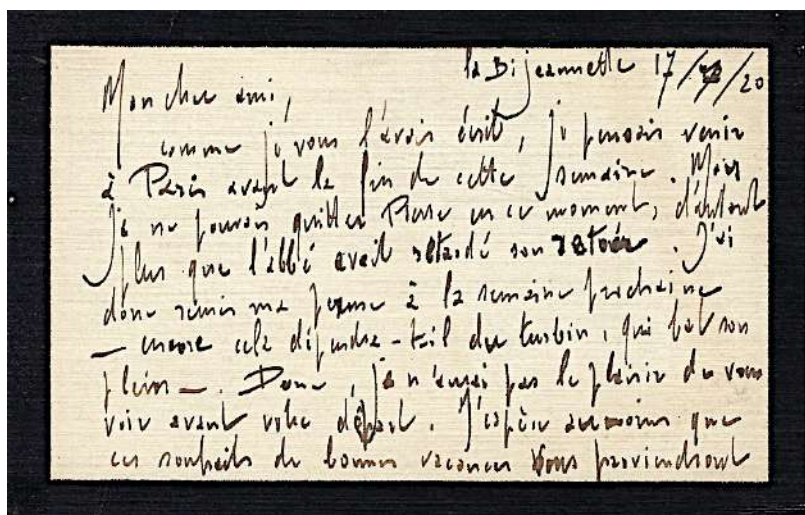 la Bijeannette 17/7/20
Mon cher ami,
comme je vous l'avais écrit, je pensais venir
à Paris avant la fin de cette semaine. Mais
je ne pouvais quitter Pierre en ce moment, d'autant
plus que l'abbé avait retardé son retour. J'ai
donc remis ma à la semaine prochaine
— encore cela dépendra-t-il du turbin, qui bat son
plein —. Donc, je n'aurai pas le plaisir de vous
voir avant votre départ. J'espère au moins que
ces souhaits de bonnes vacances vous parviendront